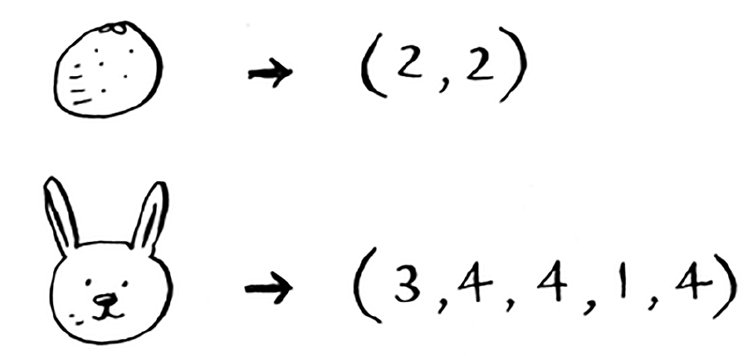 → (2,2)
→ (3,4,4,1,4)